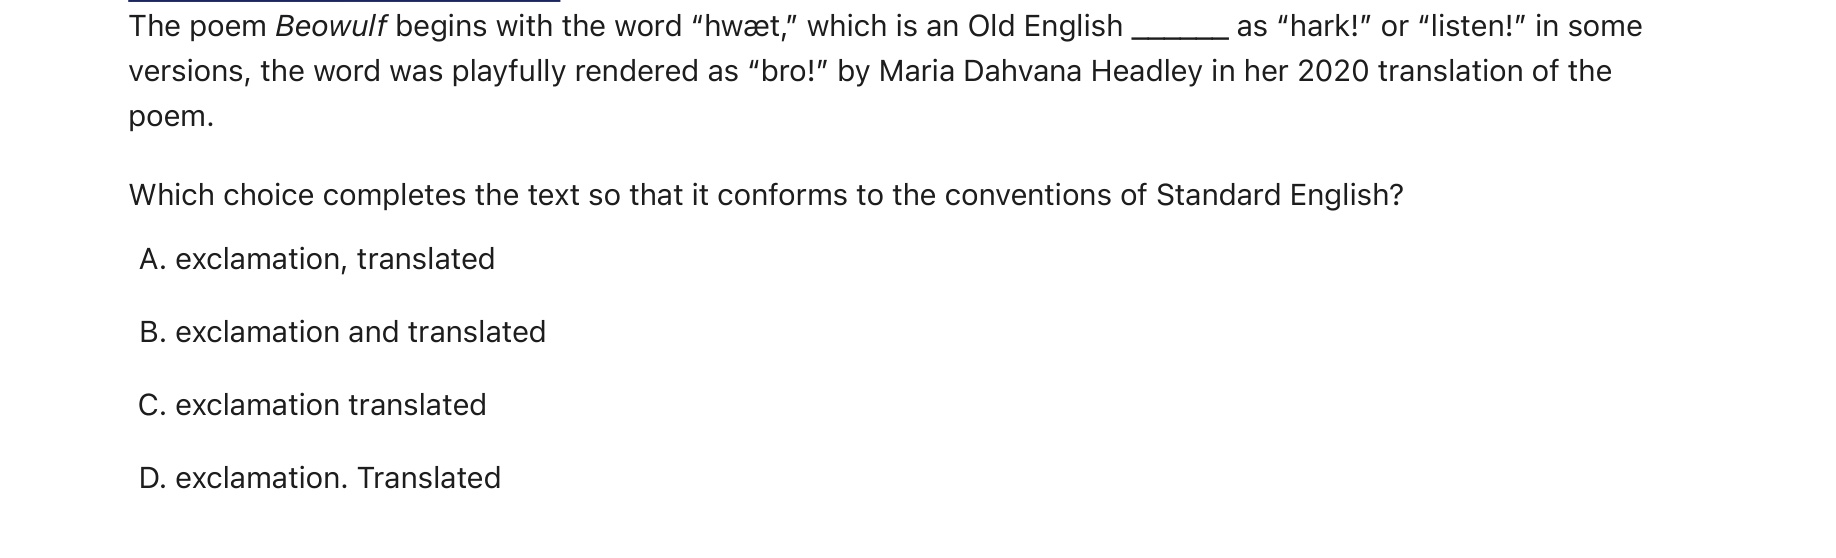 The poem Beowulf begins with the word “hwæt,” which is an Old English ______ as “hark!” or “listen!” in some
versions, the word was playfully rendered as “bro!” by Maria Dahvana Headley in her 2020 translation of the
poem.
Which choice completes the text so that it conforms to the conventions of Standard English?
A. exclamation, translated
B. exclamation and translated
C. exclamation translated
D. exclamation. Translated